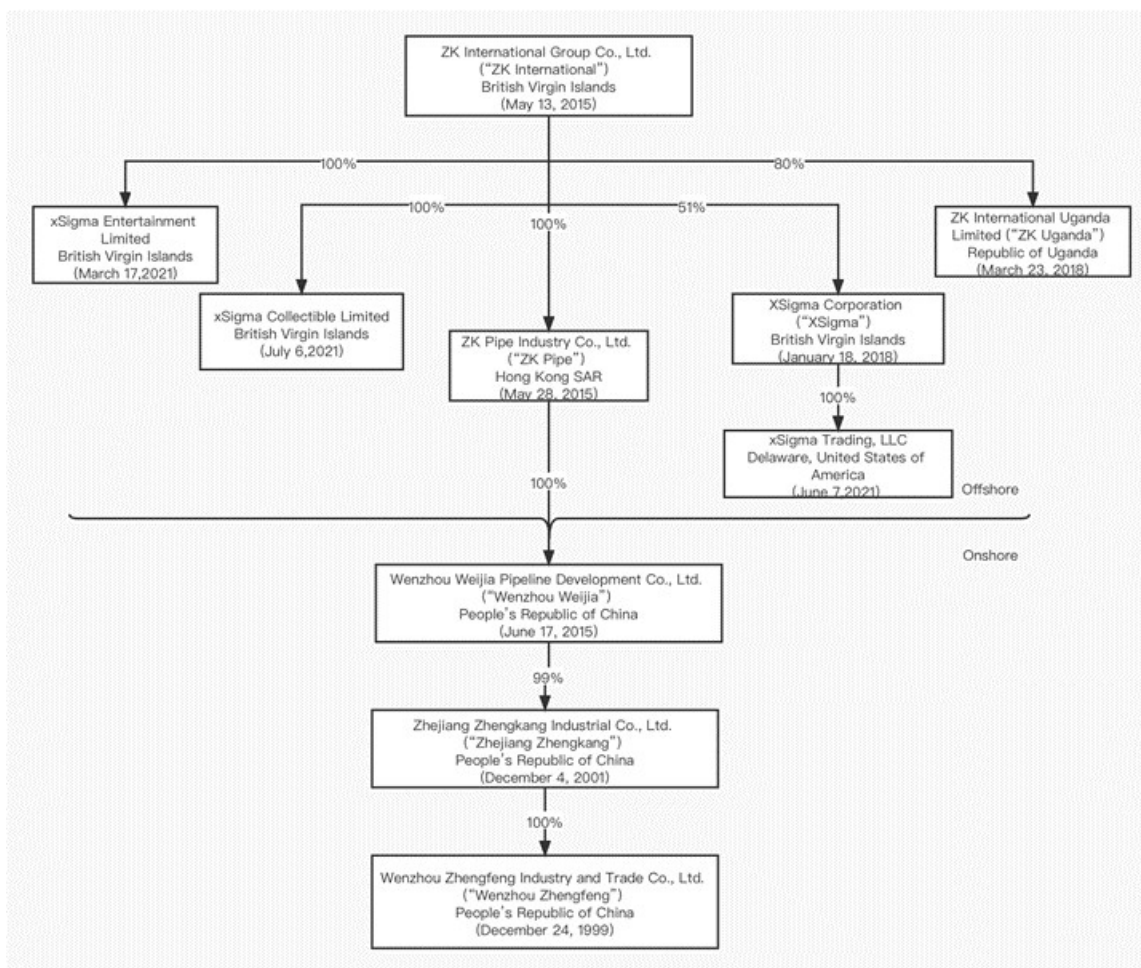 ZK International Group Co., Ltd.
(“ZK International”)
British Virgin Islands
(May 13, 2015)
100%
80%
xSigma Entertainment
Limited
British Virgin Islands
(March 17,2021)
100%
100%
51%
ZK International Uganda
Limited (“ZK Uganda”)
Republic of Uganda
(March 23, 2018)
xSigma Collectible Limited
British Virgin Islands
(July 6,2021)
ZK Pipe Industry Co., Ltd.
(“ZK Pipe”)
Hong Kong SAR
(May 28, 2015)
XSigma Corporation
(“XSigma”)
British Virgin Islands
(January 18, 2018)
100%
xSigma Trading, LLC
Delaware, United States of
America
(June 7,2021)
100%
Offshore
Onshore
Wenzhou Weijia Pipeline Development Co., Ltd.
(“Wenzhou Weijia”)
People’s Republic of China
(June 17, 2015)
99%
Zhejiang Zhengkang Industrial Co., Ltd.
(“Zhejiang Zhengkang”)
People’s Republic of China
(December 4, 2001)
100%
Wenzhou Zhengfeng Industry and Trade Co., Ltd.
(“Wenzhou Zhengfeng”)
People’s Republic of China
(December 24, 1999)